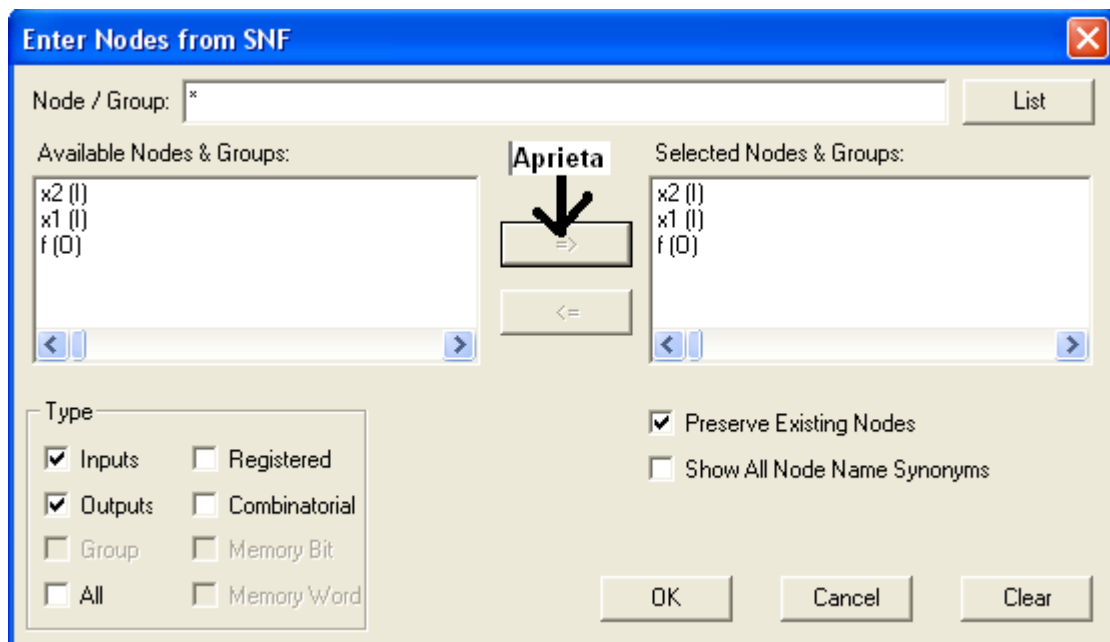 Enter Nodes from SNF
Node / Group: *
List
Available Nodes & Groups:
Aprieta
Selected Nodes & Groups:
x2 (I)
x1 (I)
f (O)
=>
<=
x2 (I)
x1 (I)
f (O)
Type
Inputs
Registered
Outputs
Combinatorial
Group
Memory Bit
All
Memory Word
Preserve Existing Nodes
Show All Node Name Synonyms
OK
Cancel
Clear